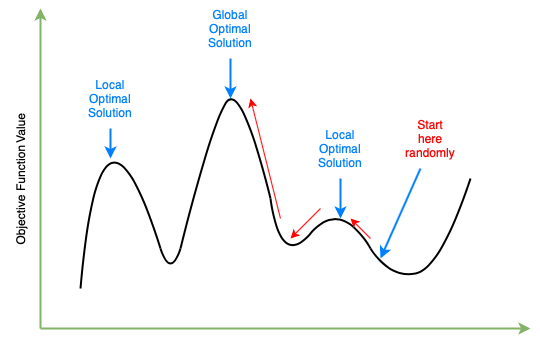 Global
Optimal
Solution
Local
Optimal
Solution
Local
Optimal
Solution
Start
here
randomly
Objective Function Value